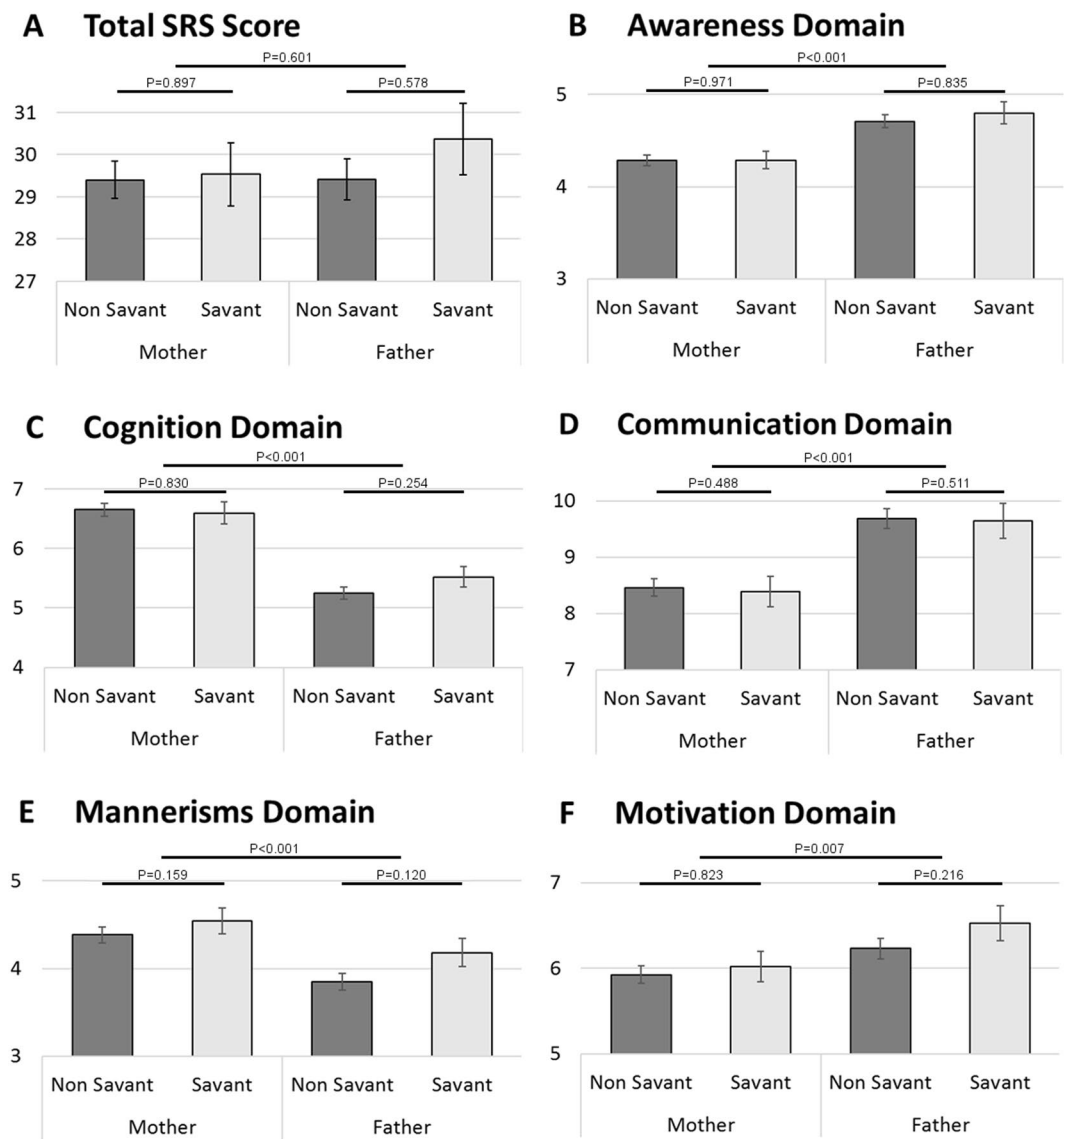 A Total SRS Score
P=0.601
P=0.897 P=0.578
31
30
29
28
27
Non Savant Savant Non Savant Savant
Mother Father
B Awareness Domain
P<0.001
P=0.971 P=0.835
5
4
3
Non Savant Savant Non Savant Savant
Mother Father
C Cognition Domain
P<0.001
P=0.830 P=0.254
7
6
5
4
Non Savant Savant Non Savant Savant
Mother Father
D Communication Domain
P<0.001
P=0.488 P=0.511
10
9
8
7
Non Savant Savant Non Savant Savant
Mother Father
E Mannerisms Domain
P<0.001
P=0.159 P=0.120
5
4
3
Non Savant Savant Non Savant Savant
Mother Father
F Motivation Domain
P=0.007
P=0.823 P=0.216
7
6
5
Non Savant Savant Non Savant Savant
Mother Father